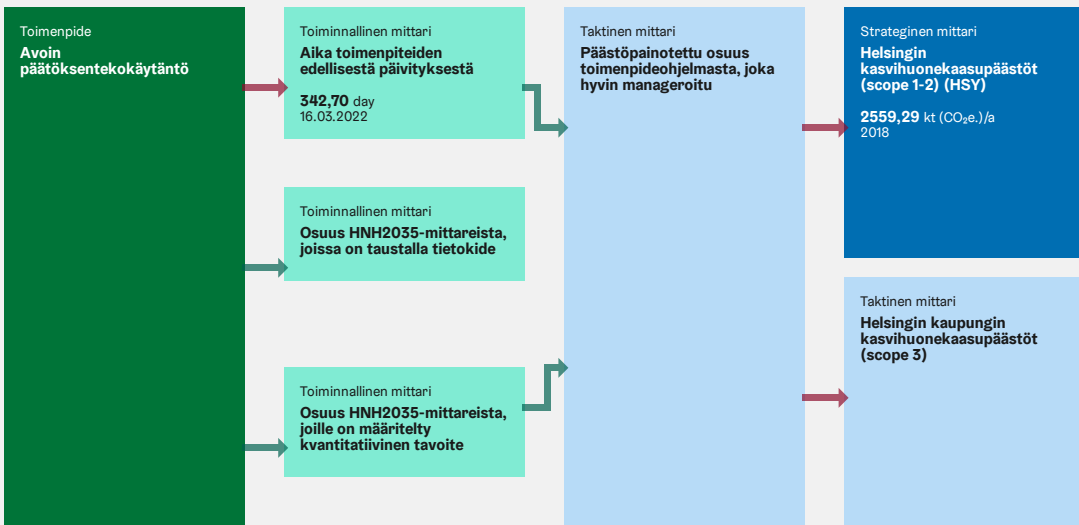 Toimenpide
Avoin
päätöksentekokäytäntö
Toiminnallinen mittari
Aika toimenpiteiden
edellisestä päivityksestä
342,70 day
16.03.2022
Toiminnallinen mittari
Osuus HNH2035-mittareista,
joissa on taustalla tietokide
Toiminnallinen mittari
Osuus HNH2035-mittareista,
joille on määritelty
kvantitatiivinen tavoite
Taktinen mittari
Päästöpainotettu osuus
toimenpideohjelmasta, joka
hyvin manageroitu
Strateginen mittari
Helsingin
kasvihuonekaasupäästöt
(scope 1-2) (HSY)
2559,29 kt (CO₂e.)/a
2018
Taktinen mittari
Helsingin kaupungin
kasvihuonekaasupäästöt
(scope 3)